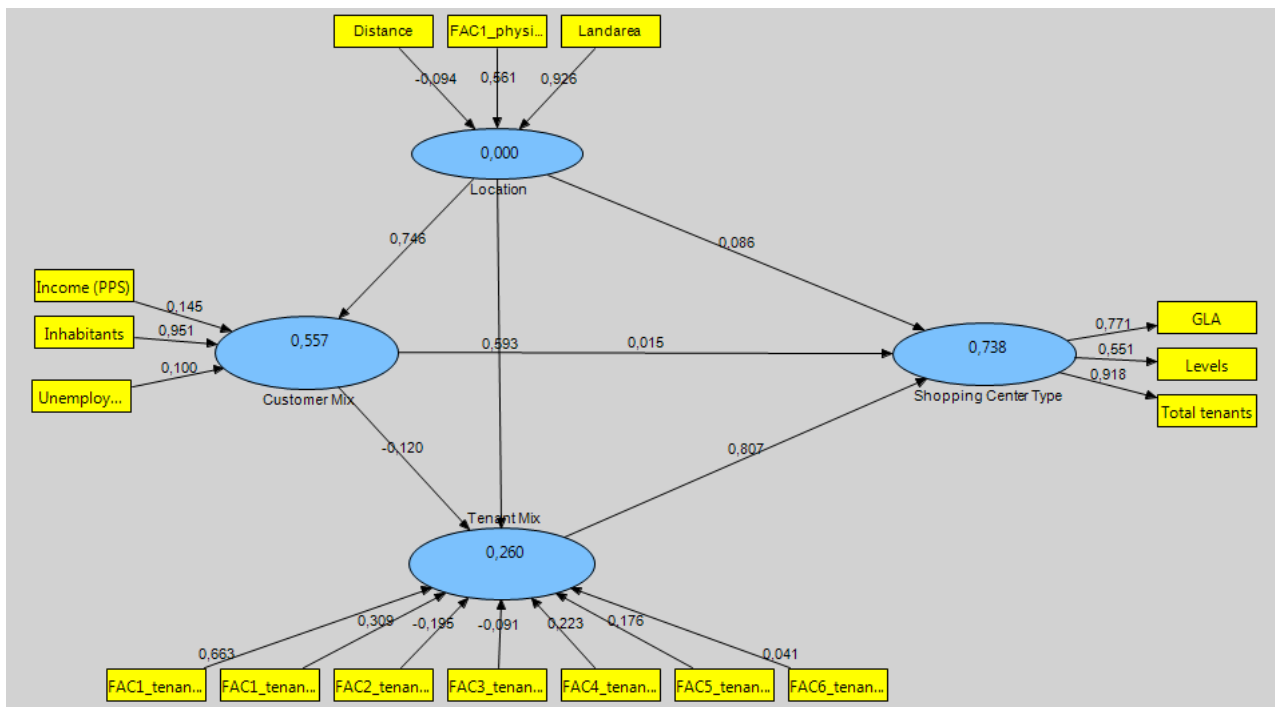 Distance
FAC1_physi...
Landarea
-0,094
0,561
0,926
0,000
Location
0,746
0,086
Income (PPS)
0,145
Inhabitants
0,951
Unemploy...
0,100
0,557
Customer Mix
0,593
0,015
0,738
Shopping Center Type
0,771
GLA
0,551
Levels
0,918
Total tenants
-0,120
0,807
Tenant Mix
0,260
0,663
0,309
-0,195
-0,091
0,223
0,176
0,041
FAC1_tenan...
FAC1_tenan...
FAC2_tenan...
FAC3_tenan...
FAC4_tenan...
FAC5_tenan...
FAC6_tenan...